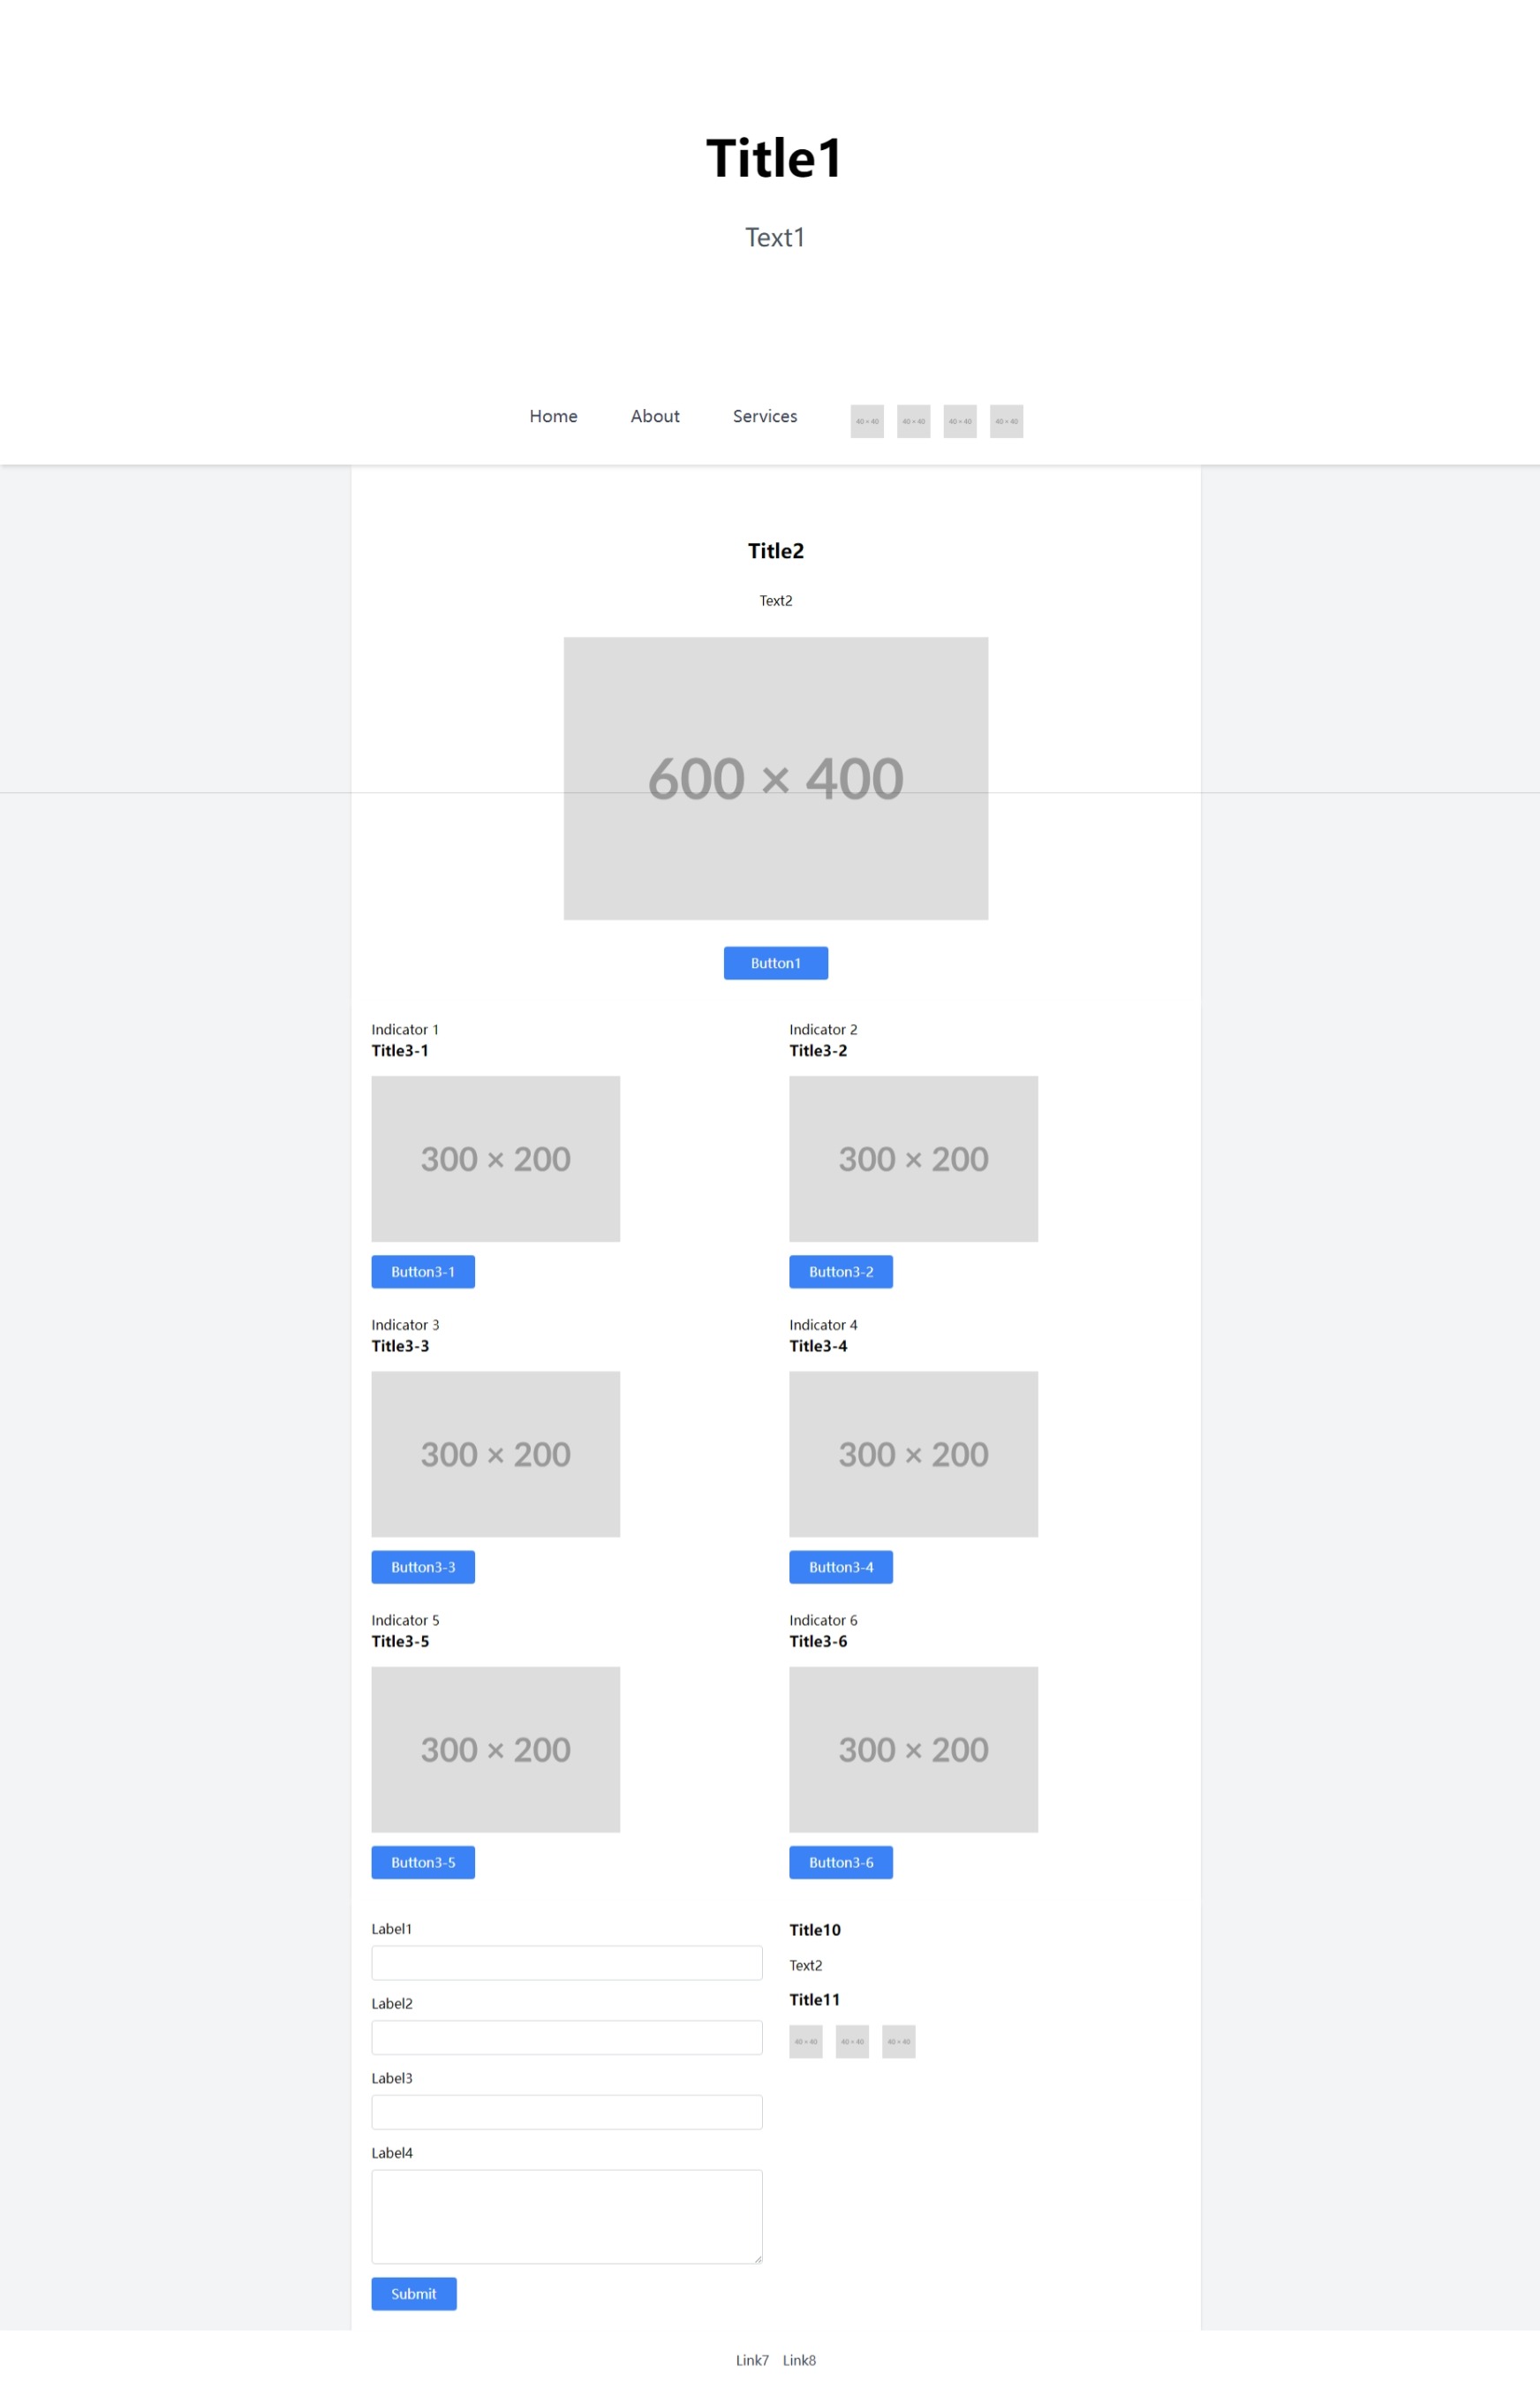 Title1
Text1
Home About Services 40 × 40 40 × 40 40 × 40 40 × 40
Title2
Text2
600 × 400
Button1
Indicator 1
Title3-1
300 × 200
Button3-1
Indicator 2
Title3-2
300 × 200
Button3-2
Indicator 3
Title3-3
300 × 200
Button3-3
Indicator 4
Title3-4
300 × 200
Button3-4
Indicator 5
Title3-5
300 × 200
Button3-5
Indicator 6
Title3-6
300 × 200
Button3-6
Label1
Label2
Label3
Label4
Submit
Title10
Text2
Title11
40 × 40 40 × 40 40 × 40
Link7 Link8